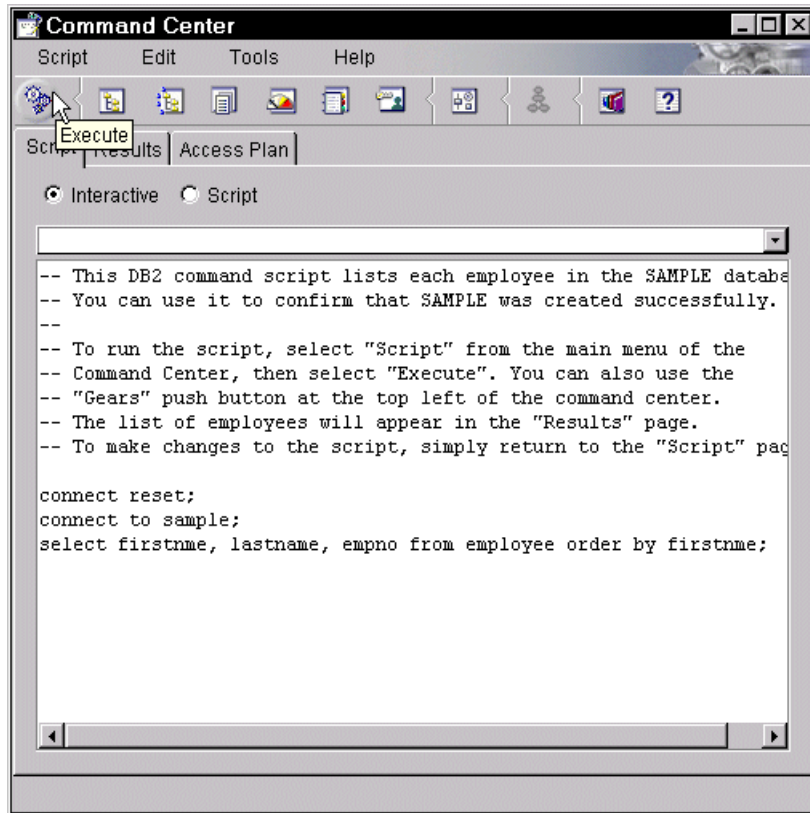 Command Center
Script Edit Tools Help
Execute
Script Results Access Plan
Interactive Script
-- This DB2 command script lists each employee in the SAMPLE databa
-- You can use it to confirm that SAMPLE was created successfully.
--
-- To run the script, select "Script" from the main menu of the
-- Command Center, then select "Execute". You can also use the
-- "Gears" push button at the top left of the command center.
-- The list of employees will appear in the "Results" page.
-- To make changes to the script, simply return to the "Script" pag
connect reset;
connect to sample;
select firstnme, lastname, empno from employee order by firstnme;